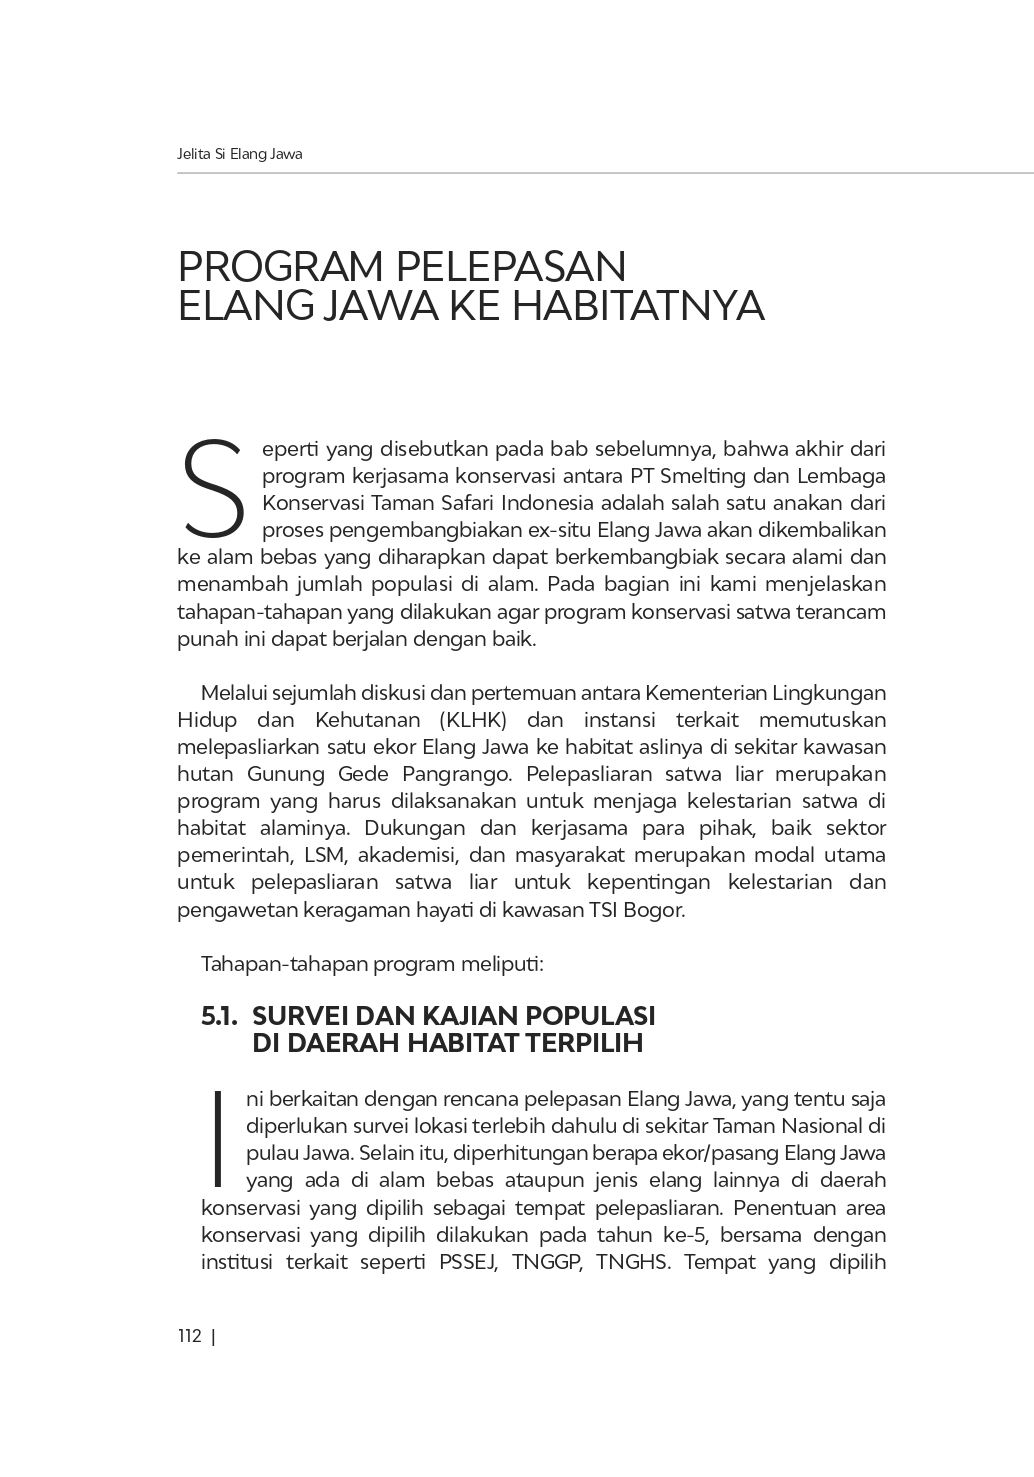 Jelita Si Elang Jawa
PROGRAM PELEPASAN
ELANG JAWA KE HABITATNYA
Seperti yang disebutkan pada bab sebelumnya, bahwa akhir dari
program kerjasama konservasi antara PT Smelting dan Lembaga
Konservasi Taman Safari Indonesia adalah salah satu anakan dari
proses pengembangbiakan ex-situ Elang Jawa akan dikembalikan
ke alam bebas yang diharapkan dapat berkembangbiak secara alami dan
menambah jumlah populasi di alam. Pada bagian ini kami menjelaskan
tahapan-tahapan yang dilakukan agar program konservasi satwa terancam
punah ini dapat berjalan dengan baik.
Melalui sejumlah diskusi dan pertemuan antara Kementerian Lingkungan
Hidup dan Kehutanan (KLHK) dan instansi terkait memutuskan
melepasliarkan satu ekor Elang Jawa ke habitat aslinya di sekitar kawasan
hutan Gunung Gede Pangrango. Pelepasliaran satwa liar merupakan
program yang harus dilaksanakan untuk menjaga kelestarian satwa di
habitat alaminya. Dukungan dan kerjasama para pihak, baik sektor
pemerintah, LSM, akademisi, dan masyarakat merupakan modal utama
untuk pelepasliaran satwa liar untuk kepentingan kelestarian dan
pengawetan keragaman hayati di kawasan TSI Bogor.
Tahapan-tahapan program meliputi:
5.1. SURVEI DAN KAJIAN POPULASI
DI DAERAH HABITAT TERPILIH
Ini berkaitan dengan rencana pelepasan Elang Jawa, yang tentu saja
diperlukan survei lokasi terlebih dahulu di sekitar Taman Nasional di
pulau Jawa. Selain itu, diperhitungan berapa ekor/pasang Elang Jawa
yang ada di alam bebas ataupun jenis elang lainnya di daerah
konservasi yang dipilih sebagai tempat pelepasliaran. Penentuan area
konservasi yang dipilih dilakukan pada tahun ke-5, bersama dengan
institusi terkait seperti PSSEJ, TNGGP, TNGHS. Tempat yang dipilih
112 |